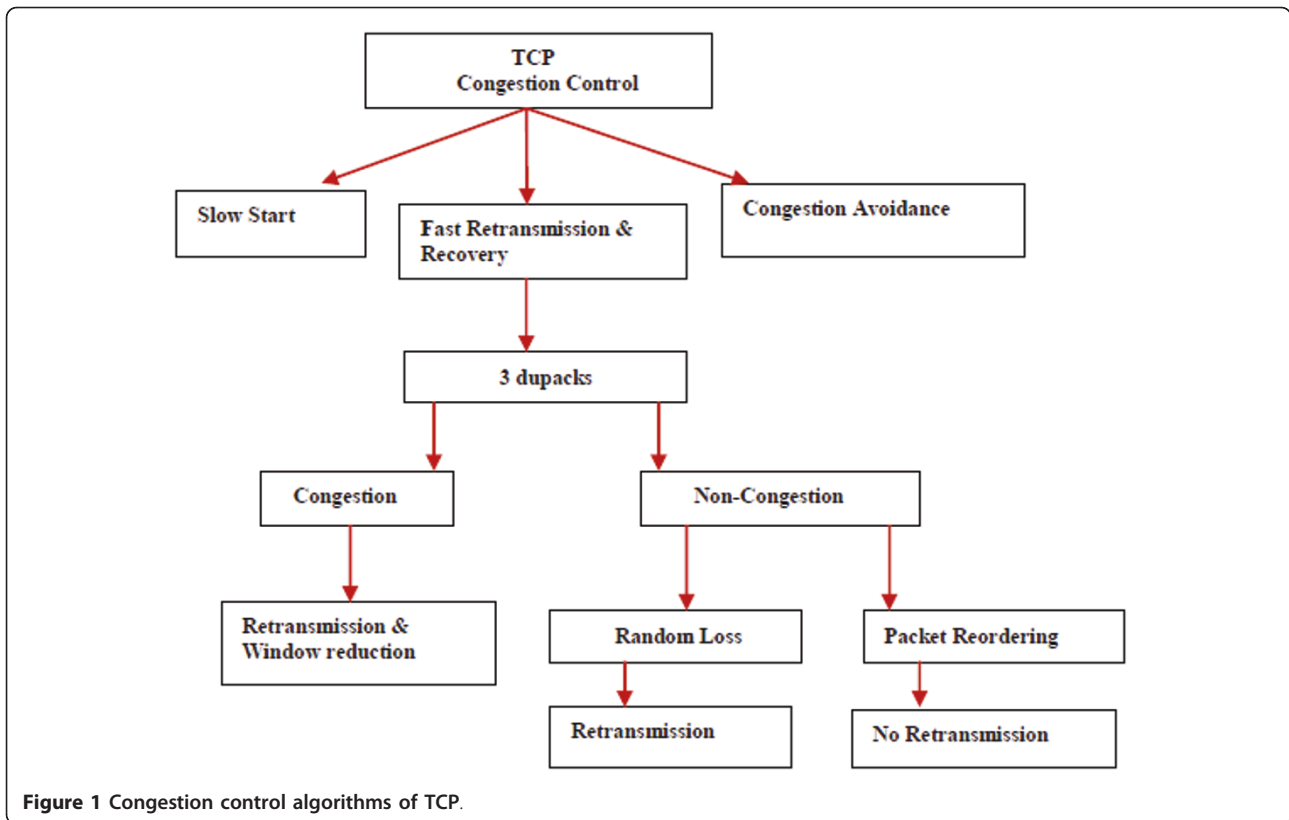 TCP
Congestion Control
Slow Start
Fast Retransmission &
Recovery
Congestion Avoidance
3 dupacks
Congestion
Non-Congestion
Retransmission &
Window reduction
Random Loss
Packet Reordering
Retransmission
No Retransmission
Figure 1 Congestion control algorithms of TCP.